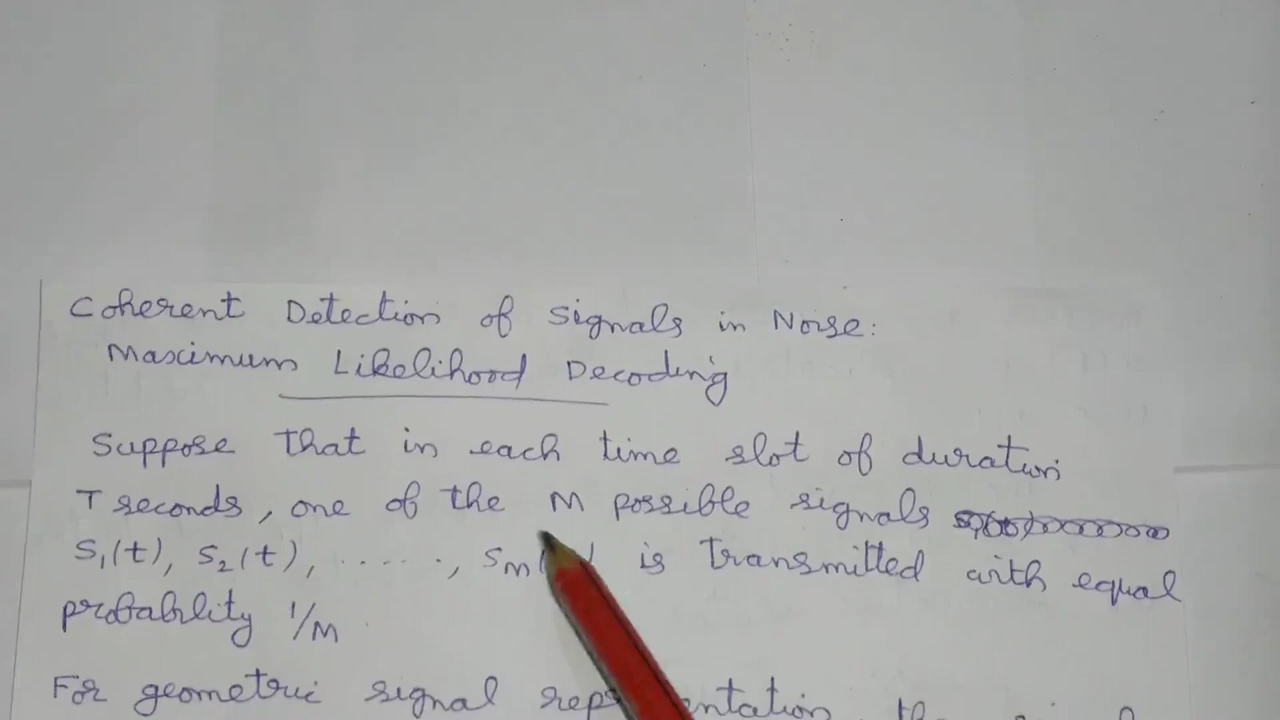 Coherent Detection of Signals in Noise:
Maximum Likelihood Decoding
Suppose that in each time slot of duration
T seconds, one of the M possible signals
S₁(t), S₂(t), ......, Sₘ( ) is transmitted with equal
probability 1/M
For geometric signal